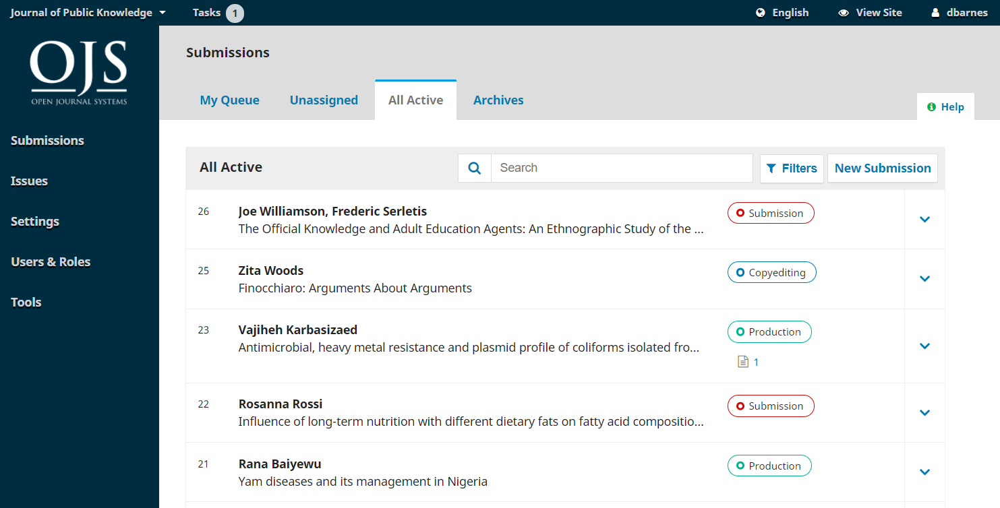 Journal of Public Knowledge Tasks 1 English View Site dbarnes
OJS
OPEN JOURNAL SYSTEMS
Submissions
Issues
Settings
Users & Roles
Tools
Submissions
My Queue Unassigned All Active Archives
Help
All Active Search Filters New Submission
26 Joe Williamson, Frederic Serletis Submission
The Official Knowledge and Adult Education Agents: An Ethnographic Study of the ...
25 Zita Woods Copyediting
Finocchiaro: Arguments About Arguments
23 Vajiheh Karbasizaed Production
Antimicrobial, heavy metal resistance and plasmid profile of coliforms isolated fro...
1
22 Rosanna Rossi Submission
Influence of long-term nutrition with different dietary fats on fatty acid compositio...
21 Rana Baiyewu Production
Yam diseases and its management in Nigeria